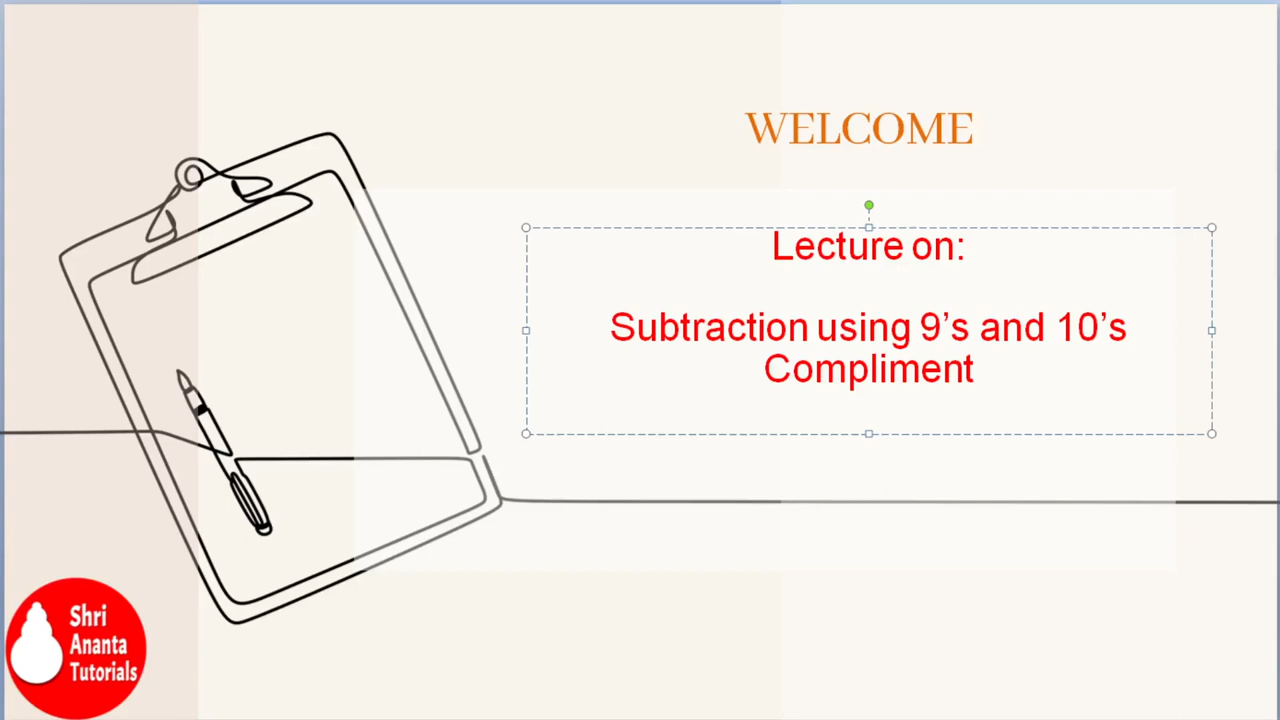 WELCOME
Lecture on:
Subtraction using 9’s and 10’s
Compliment
Shri
Ananta
Tutorials